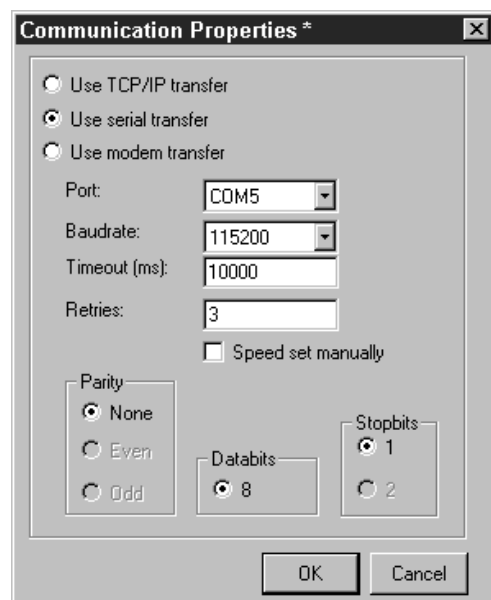 Communication Properties *
Use TCP/IP transfer
Use serial transfer
Use modem transfer
Port: COM5
Baudrate: 115200
Timeout (ms): 10000
Retries: 3
Speed set manually
Parity
None
Even
Odd
Databits
8
Stopbits
1
2
OK Cancel